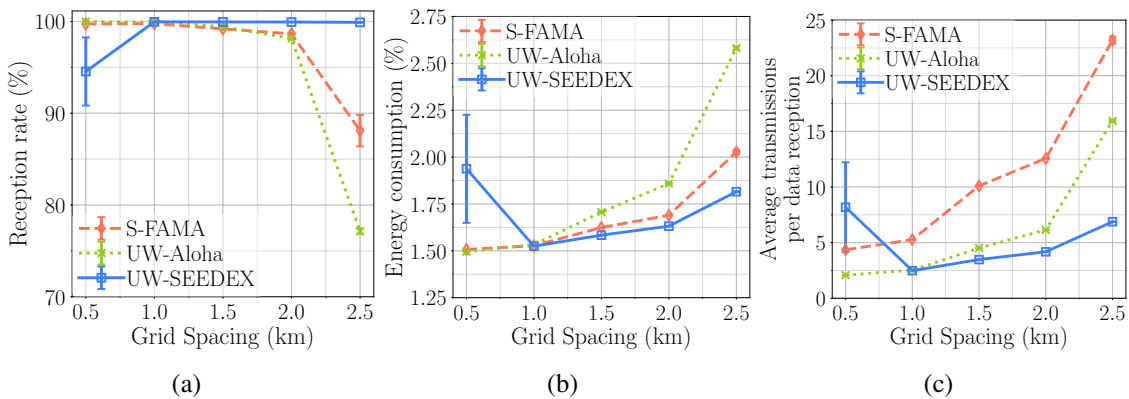 Reception rate (%)
100
90
80
70
S-FAMA
UW-Aloha
UW-SEEDEX
0.5 1.0 1.5 2.0 2.5
Grid Spacing (km)
(a)
Energy consumption (%)
2.75
2.50
2.25
2.00
1.75
1.50
1.25
S-FAMA
UW-Aloha
UW-SEEDEX
0.5 1.0 1.5 2.0 2.5
Grid Spacing (km)
(b)
Average transmissions
per data reception
25
20
15
10
5
0
S-FAMA
UW-Aloha
UW-SEEDEX
0.5 1.0 1.5 2.0 2.5
Grid Spacing (km)
(c)